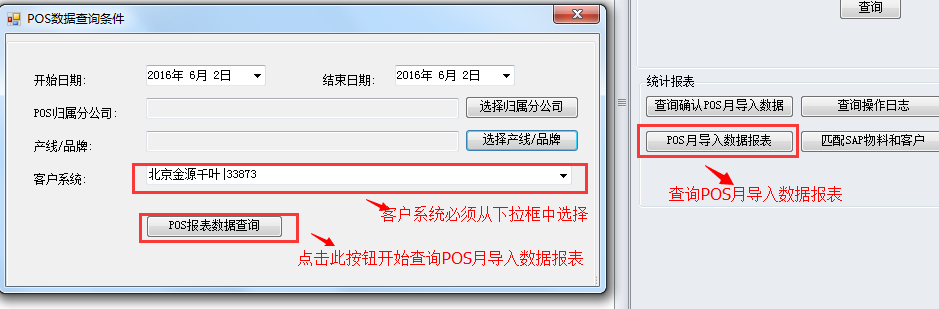 POS数据查询条件
开始日期: 2016年 6月 2日 结束日期: 2016年 6月 2日
POS归属分公司: 选择归属分公司
产线/品牌: 选择产线/品牌
客户系统: 北京金源千叶|33873
客户系统必须从下拉框中选择
POS报表数据查询
点击此按钮开始查询POS月导入数据报表
查询
统计报表
查询确认POS月导入数据 查询操作日志
POS月导入数据报表 匹配SAP物料和客户
查询POS月导入数据报表